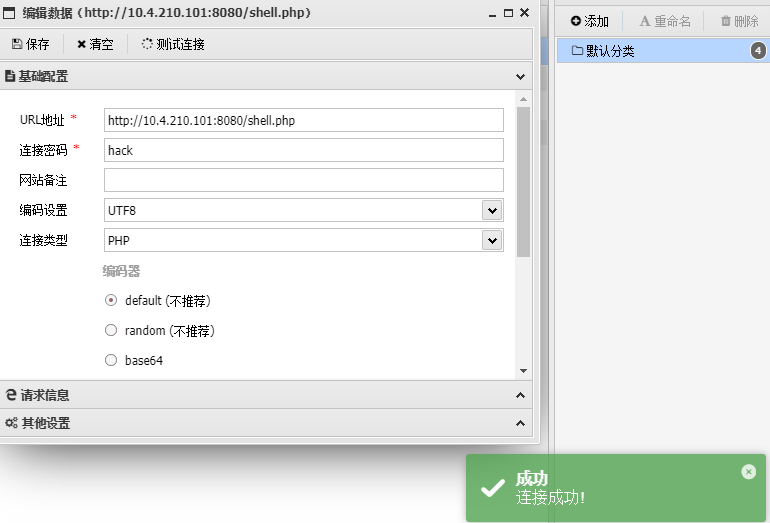 编辑数据 (http://10.4.210.101:8080/shell.php)
保存 清空 测试连接
基础配置
URL地址 * http://10.4.210.101:8080/shell.php
连接密码 * hack
网站备注
编码设置 UTF8
连接类型 PHP
编码器
default (不推荐)
random (不推荐)
base64
请求信息
其他设置
添加 重命名 删除
默认分类 4
成功
连接成功!